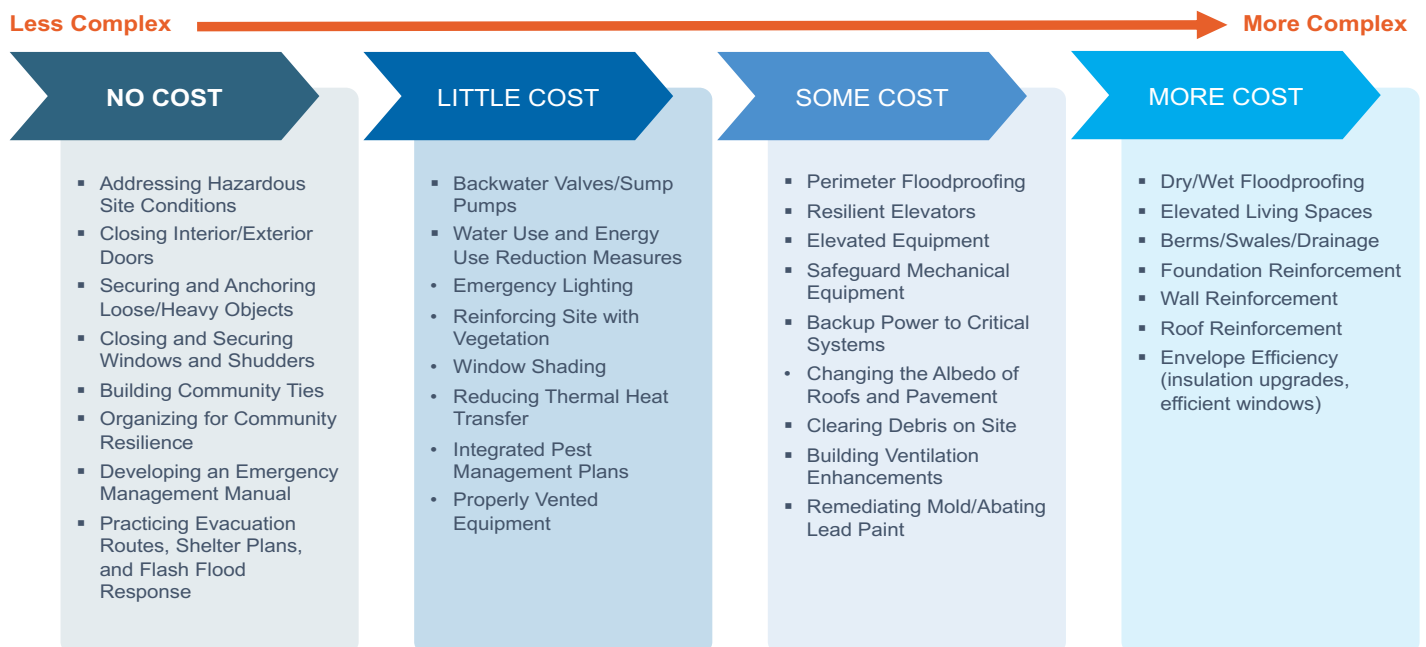 Less Complex
More Complex
NO COST
▪ Addressing Hazardous
Site Conditions
▪ Closing Interior/Exterior
Doors
▪ Securing and Anchoring
Loose/Heavy Objects
▪ Closing and Securing
Windows and Shudders
▪ Building Community Ties
▪ Organizing for Community
Resilience
▪ Developing an Emergency
Management Manual
▪ Practicing Evacuation
Routes, Shelter Plans,
and Flash Flood
Response
LITTLE COST
▪ Backwater Valves/Sump
Pumps
▪ Water Use and Energy
Use Reduction Measures
• Emergency Lighting
• Reinforcing Site with
Vegetation
• Window Shading
• Reducing Thermal Heat
Transfer
• Integrated Pest
Management Plans
• Properly Vented
Equipment
SOME COST
▪ Perimeter Floodproofing
▪ Resilient Elevators
▪ Elevated Equipment
▪ Safeguard Mechanical
Equipment
▪ Backup Power to Critical
Systems
• Changing the Albedo of
Roofs and Pavement
▪ Clearing Debris on Site
▪ Building Ventilation
Enhancements
▪ Remediating Mold/Abating
Lead Paint
MORE COST
▪ Dry/Wet Floodproofing
▪ Elevated Living Spaces
▪ Berms/Swales/Drainage
▪ Foundation Reinforcement
▪ Wall Reinforcement
▪ Roof Reinforcement
▪ Envelope Efficiency
(insulation upgrades,
efficient windows)